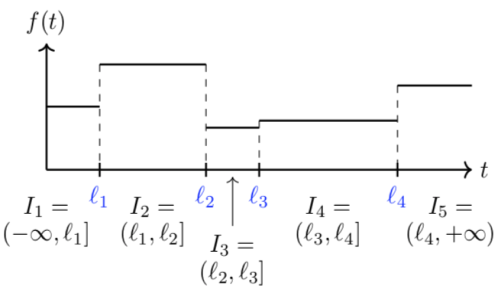 f(t)
t
ℓ₁ ℓ₂ ℓ₃ ℓ₄
I₁ = I₂ = I₄ = I₅ =
(−∞, ℓ₁] (ℓ₁, ℓ₂] (ℓ₃, ℓ₄] (ℓ₄, +∞)
I₃ =
(ℓ₂, ℓ₃]